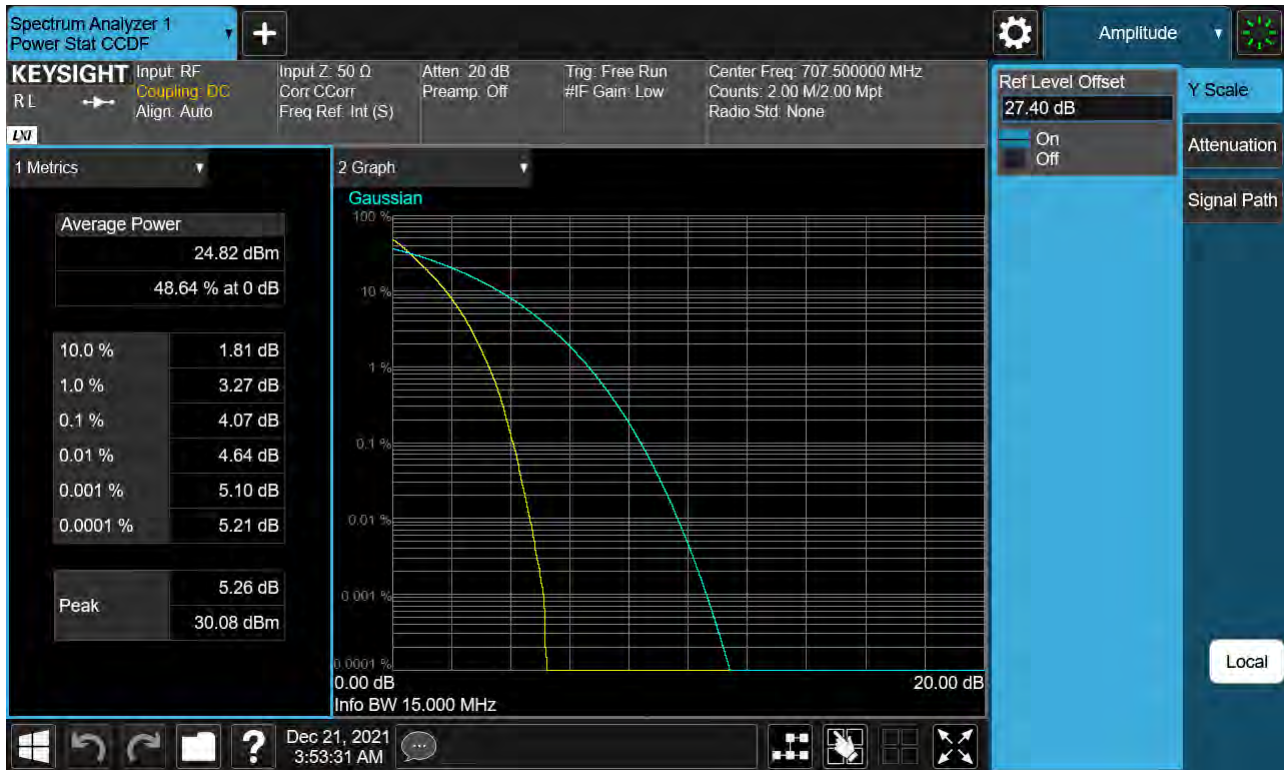 Spectrum Analyzer 1
Power Stat CCDF
+
Amplitude
KEYSIGHT
RL
LXI
Input: RF
Coupling: DC
Align: Auto
Input Z: 50 Ω
Corr CCorr
Freq Ref: Int (S)
Atten: 20 dB
Preamp: Off
Trig: Free Run
#IF Gain: Low
Center Freq: 707.500000 MHz
Counts: 2.00 M/2.00 Mpt
Radio Std: None
Ref Level Offset
27.40 dB
On
Off
Y Scale
Attenuation
Signal Path
Local
1 Metrics
Average Power
24.82 dBm
48.64 % at 0 dB
10.0 % 1.81 dB
1.0 % 3.27 dB
0.1 % 4.07 dB
0.01 % 4.64 dB
0.001 % 5.10 dB
0.0001 % 5.21 dB
Peak
5.26 dB
30.08 dBm
2 Graph
Gaussian
100 %
10 %
1 %
0.1 %
0.01 %
0.001 %
0.0001 %
0.00 dB 20.00 dB
Info BW 15.000 MHz
?
Dec 21, 2021
3:53:31 AM